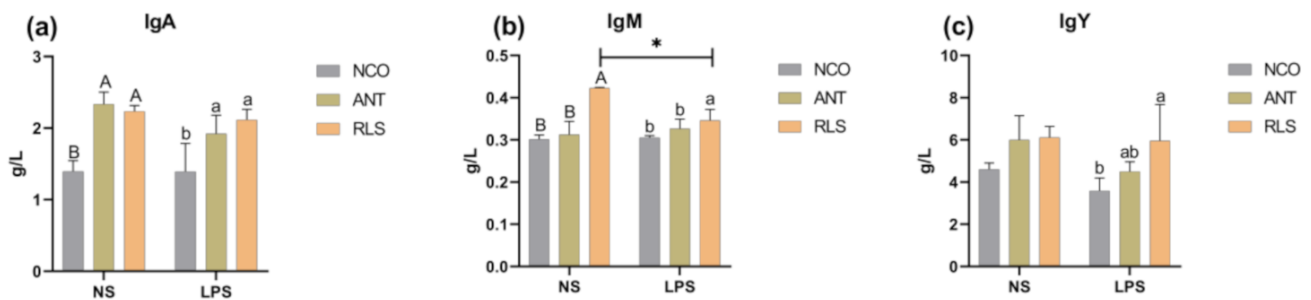 (a) IgA
g/L
3
2
1
0
B
A
A
b
a
a
NS LPS
NCO
ANT
RLS
(b) IgM
g/L
0.5
0.4
0.3
0.2
0.1
0.0
*
B
B
A
b
b
a
NS LPS
NCO
ANT
RLS
(c) IgY
g/L
10
8
6
4
2
0
b
ab
a
NS LPS
NCO
ANT
RLS